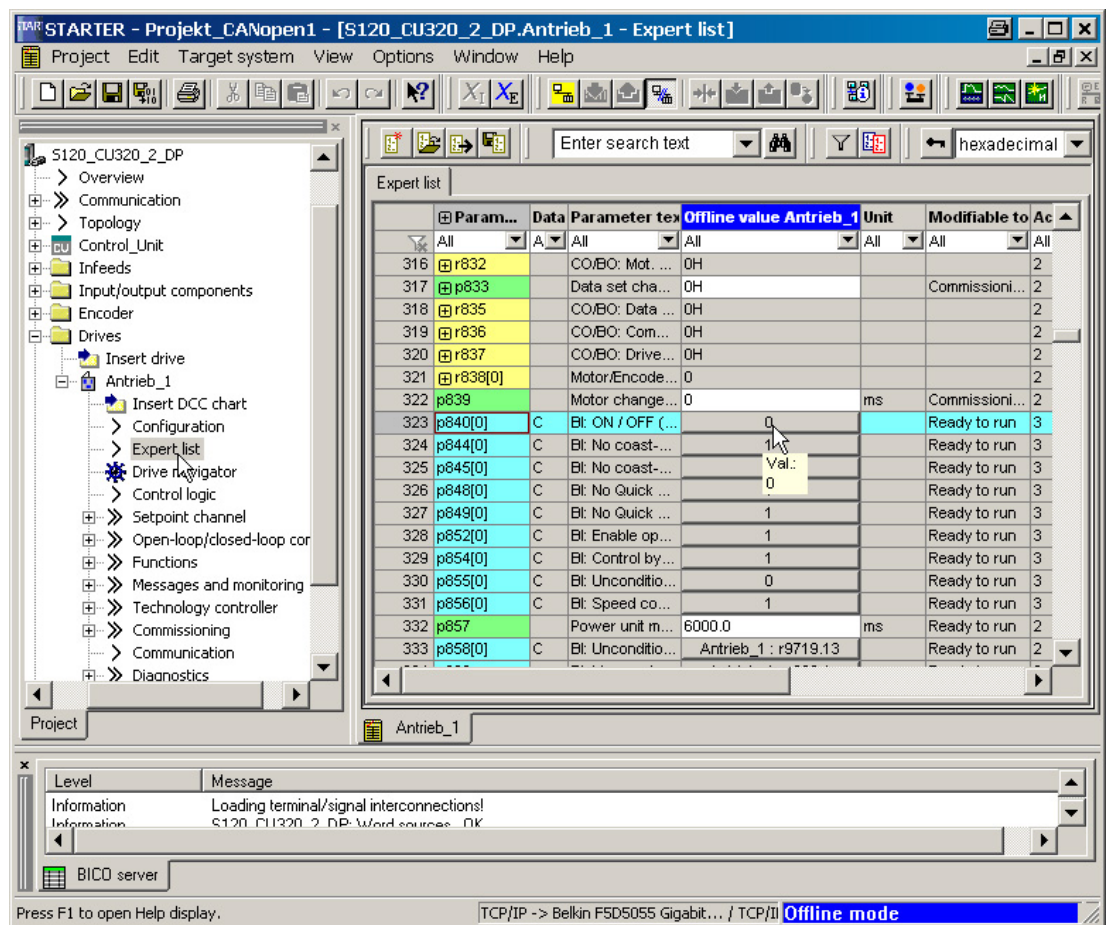 STARTER - Projekt_CANopen1 - [S120_CU320_2_DP.Antrieb_1 - Expert list]
Project Edit Target system View Options Window Help
Enter search text hexadecimal
S120_CU320_2_DP
Overview
Communication
Topology
Control_Unit
Infeeds
Input/output components
Encoder
Drives
Insert drive
Antrieb_1
Insert DCC chart
Configuration
Expert list
Drive navigator
Control logic
Setpoint channel
Open-loop/closed-loop cor
Functions
Messages and monitoring
Technology controller
Commissioning
Communication
Diagnostics
Project
Expert list
Param... Data Parameter tex Offline value Antrieb_1 Unit Modifiable to Ac
All A All All All All All
316 r832 CO/BO: Mot. ... 0H 2
317 p833 Data set cha... 0H Commissioni... 2
318 r835 CO/BO: Data ... 0H 2
319 r836 CO/BO: Com... 0H 2
320 r837 CO/BO: Drive... 0H 2
321 r838[0] Motor/Encode... 0 2
322 p839 Motor change... 0 ms Commissioni... 2
323 p840[0] C BI: ON / OFF (... 0 Ready to run 3
324 p844[0] C BI: No coast-... 1 Ready to run 3
325 p845[0] C BI: No coast-... Ready to run 3
326 p848[0] C BI: No Quick ... Ready to run 3
327 p849[0] C BI: No Quick ... 1 Ready to run 3
328 p852[0] C BI: Enable op... 1 Ready to run 3
329 p854[0] C BI: Control by... 1 Ready to run 3
330 p855[0] C BI: Unconditio... 0 Ready to run 3
331 p856[0] C BI: Speed co... 1 Ready to run 3
332 p857 Power unit m... 6000.0 ms Ready to run 2
333 p858[0] C BI: Unconditio... Antrieb_1 : r9719.13 Ready to run 2
Val.:
0
Antrieb_1
Level Message
Information Loading terminal/signal interconnections!
Information S120_CU320_2_DP: Word sources OK
BICO server
Press F1 to open Help display. TCP/IP -> Belkin F5D5055 Gigabit... / TCP/II Offline mode